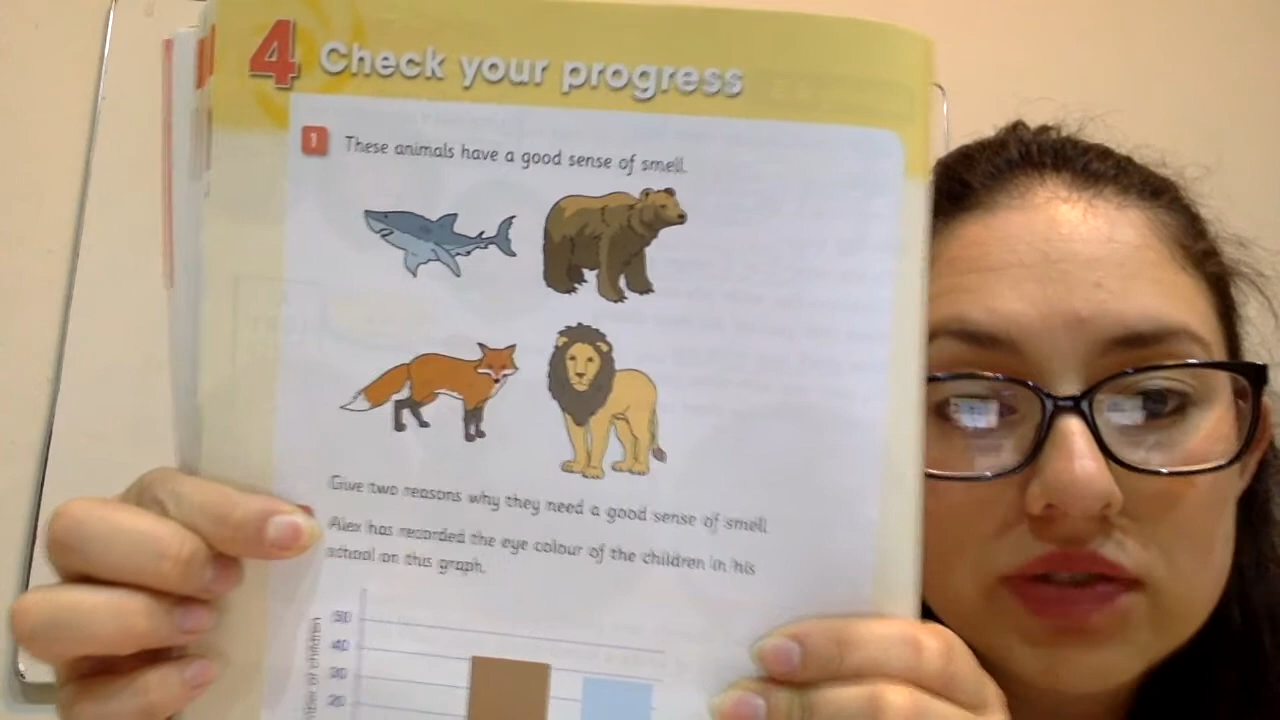 4 Check your progress
1 These animals have a good sense of smell.
Give two reasons why they need a good sense of smell
Alex has recorded the eye colour of the children in his
school on this graph.
50
40
30
20
of children